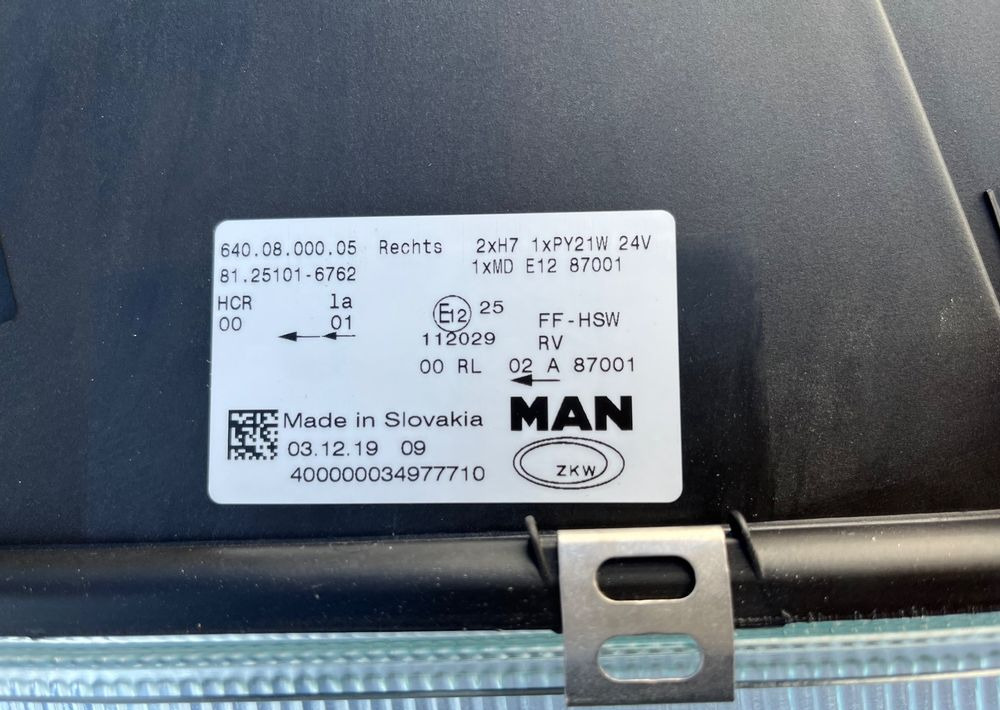 640.08.000.05 Rechts 2xH7 1xPY21W 24V
81.25101-6762 1xMD E12 87001
HCR 1a
00 01
E12 25
112029
FF-HSW
RV
00 RL 02 A 87001
Made in Slovakia
03.12.19 09
400000034977710
MAN
ZKW